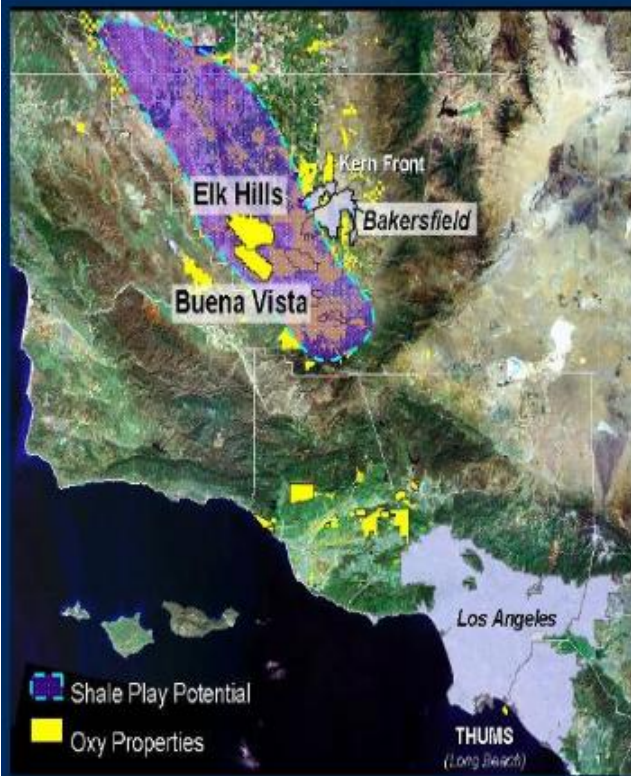 Kern Front
Elk Hills
Bakersfield
Buena Vista
Los Angeles
Shale Play Potential
Oxy Properties
THUMS
(Long Beach)